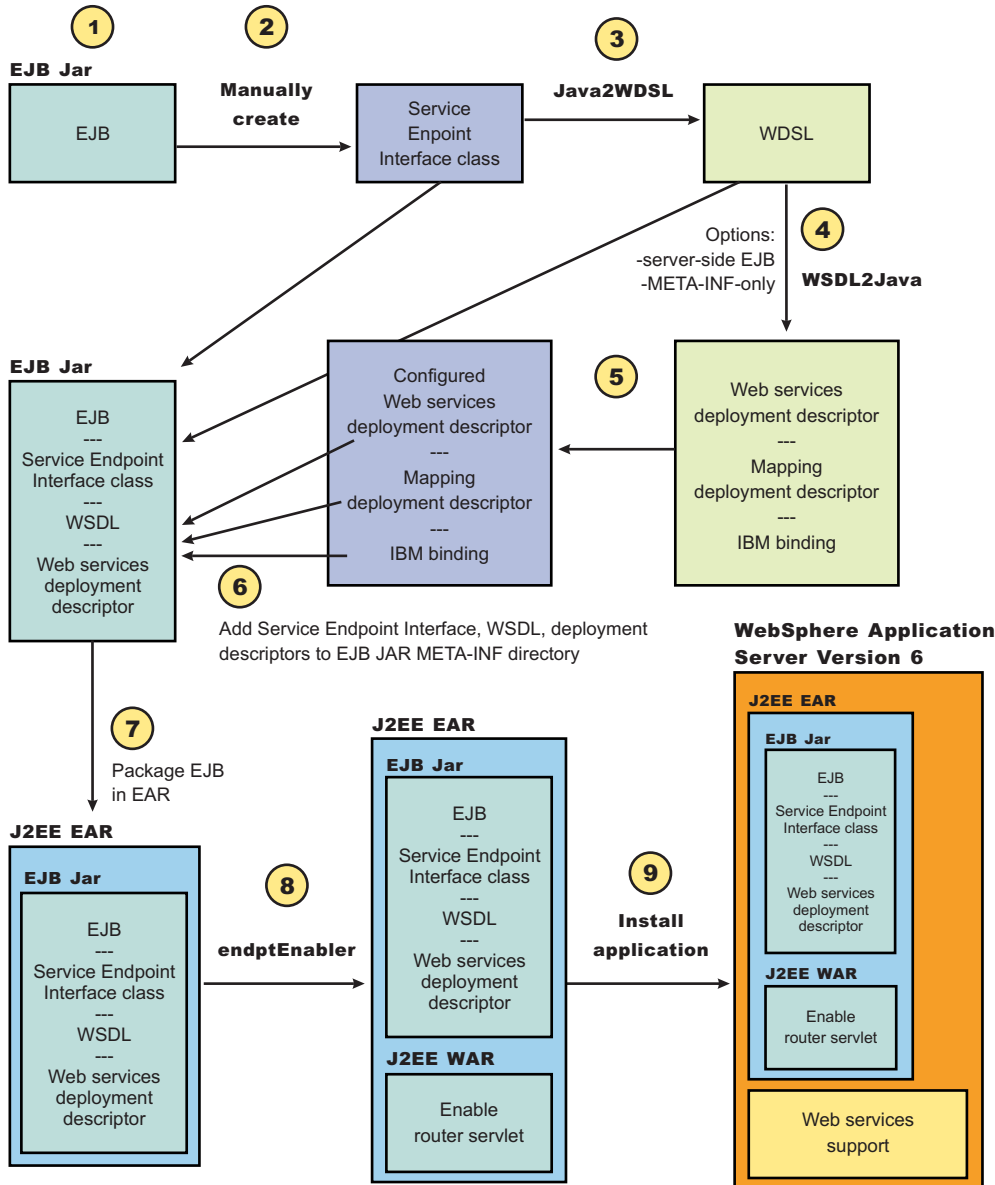 1
2
3
EJB Jar
EJB
Manually
create
Service
Enpoint
Interface class
Java2WDSL
WDSL
4
Options:
-server-side EJB
-META-INF-only
WSDL2Java
EJB Jar
EJB
---
Service Endpoint
Interface class
---
WSDL
---
Web services
deployment
descriptor
Configured
Web services
deployment descriptor
---
Mapping
deployment descriptor
---
IBM binding
5
Web services
deployment descriptor
---
Mapping
deployment descriptor
---
IBM binding
6
Add Service Endpoint Interface, WSDL, deployment
descriptors to EJB JAR META-INF directory
7
Package EJB
in EAR
J2EE EAR
EJB Jar
EJB
---
Service Endpoint
Interface class
---
WSDL
---
Web services
deployment
descriptor
8
endptEnabler
J2EE EAR
EJB Jar
EJB
---
Service Endpoint
Interface class
---
WSDL
---
Web services
deployment
descriptor
J2EE WAR
Enable
router servlet
9
Install
application
WebSphere Application
Server Version 6
J2EE EAR
EJB Jar
EJB
---
Service Endpoint
Interface class
---
WSDL
---
Web services
deployment
descriptor
J2EE WAR
Enable
router servlet
Web services
support